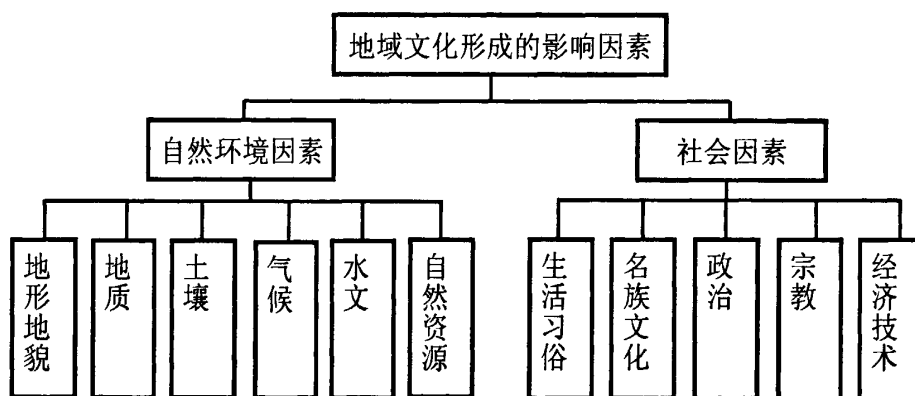 地域文化形成的影响因素
自然环境因素
社会因素
地形地貌
地质
土壤
气候
水文
自然资源
生活习俗
名族文化
政治
宗教
经济技术